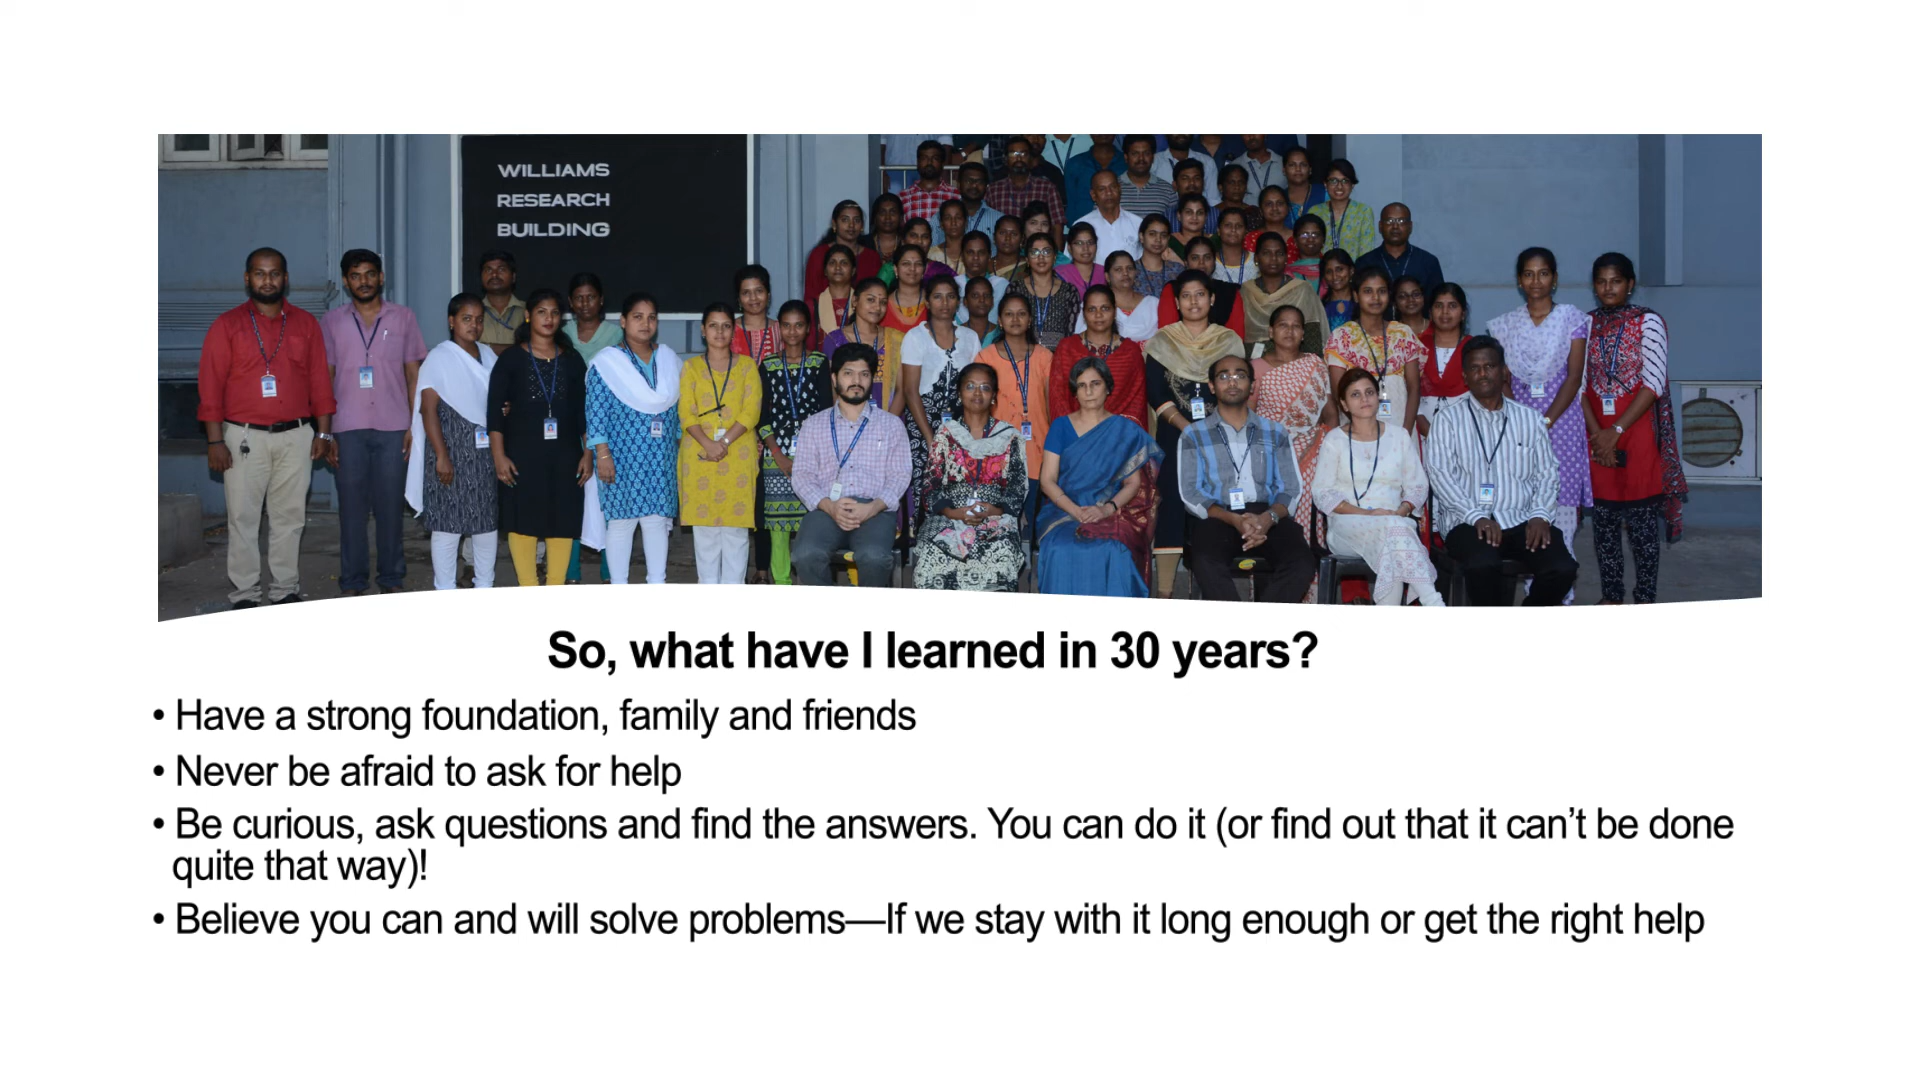 WILLIAMS
RESEARCH
BUILDING
So, what have I learned in 30 years?
• Have a strong foundation, family and friends
• Never be afraid to ask for help
• Be curious, ask questions and find the answers. You can do it (or find out that it can’t be done
quite that way)!
• Believe you can and will solve problems—If we stay with it long enough or get the right help